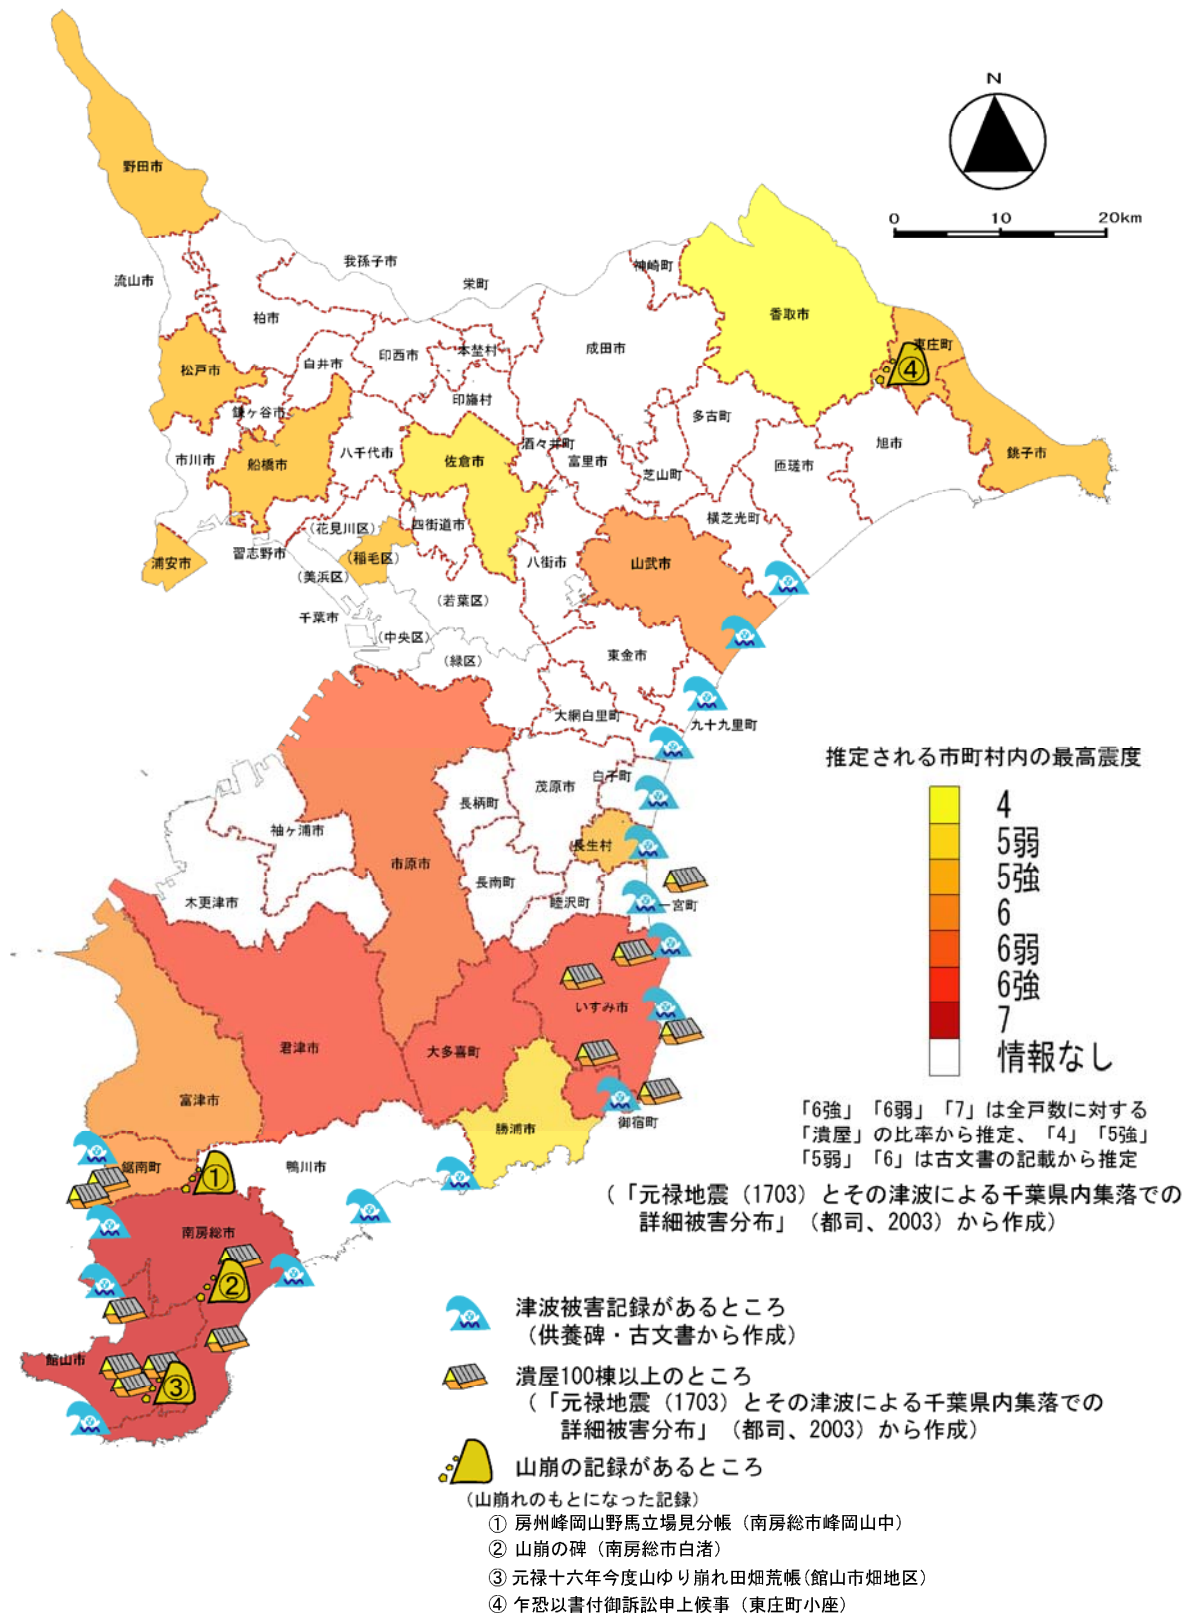 N
0 10 20km
野田市
流山市
我孫子市
栄町
神崎町
柏市
香取市
成田市
本埜村
印西市
白井市
松戸市
東庄町
④
鎌ヶ谷市
印旛村
多古町
市川市
船橋市
八千代市
佐倉市
酒々井町
富里市
芝山町
匝瑳市
旭市
銚子市
横芝光町
(花見川区)
四街道市
習志野市
浦安市
(稲毛区)
八街市
山武市
(美浜区)
(若葉区)
千葉市
(中央区)
(緑区)
東金市
大網白里町
九十九里町
白子町
茂原市
長柄町
袖ヶ浦市
長生村
市原市
長南町
睦沢町
一宮町
木更津市
いすみ市
君津市
大多喜町
富津市
勝浦市
御宿町
鋸南町
①
鴨川市
南房総市
②
館山市
③
推定される市町村内の最高震度
4
5弱
5強
6
6弱
6強
7
情報なし
「6強」「6弱」「7」は全戸数に対する
「潰屋」の比率から推定、「4」「5強」
「5弱」「6」は古文書の記載から推定
(「元禄地震(1703)とその津波による千葉県内集落での
詳細被害分布」(都司、2003)から作成)
津波被害記録があるところ
(供養碑・古文書から作成)
潰屋100棟以上のところ
(「元禄地震(1703)とその津波による千葉県内集落での
詳細被害分布」(都司、2003)から作成)
山崩の記録があるところ
(山崩れのもとになった記録)
① 房州峰岡山野馬立場見分帳(南房総市峰岡山中)
② 山崩の碑(南房総市白渚)
③ 元禄十六年今度山ゆり崩れ田畑荒帳(館山市畑地区)
④ 乍恐以書付御訴訟申上候事(東庄町小座)